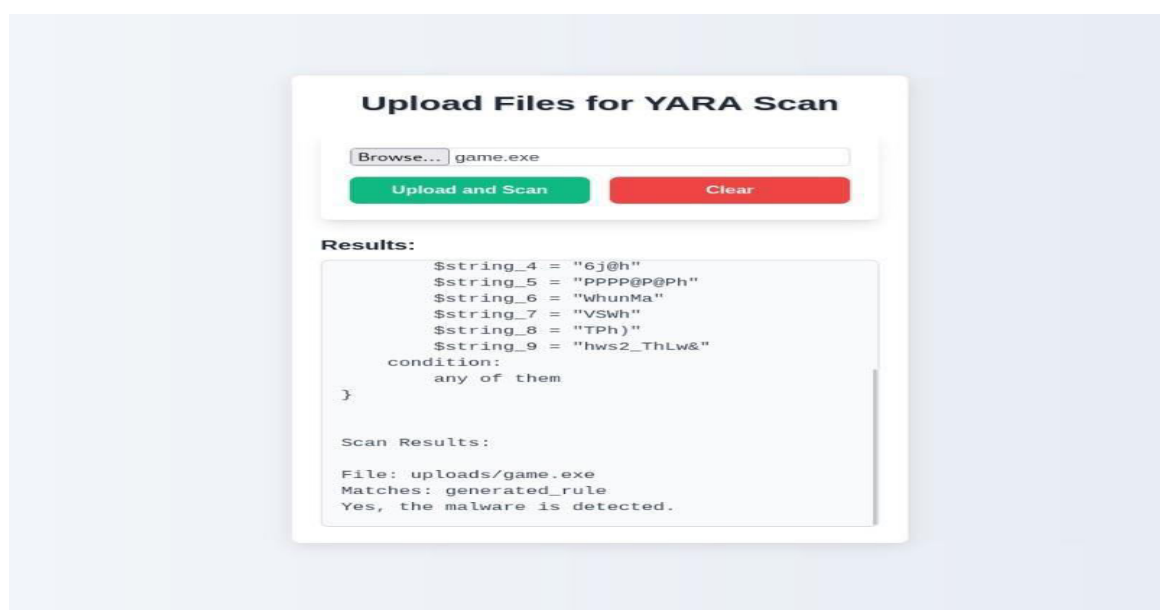 Upload Files for YARA Scan
Browse... game.exe
Upload and Scan Clear
Results:
$string_4 = "6j@h"
$string_5 = "PPPP@P@Ph"
$string_6 = "WhunMa"
$string_7 = "VSWh"
$string_8 = "TPh)"
$string_9 = "hws2_ThLw&"
condition:
any of them
}
Scan Results:
File: uploads/game.exe
Matches: generated_rule
Yes, the malware is detected.